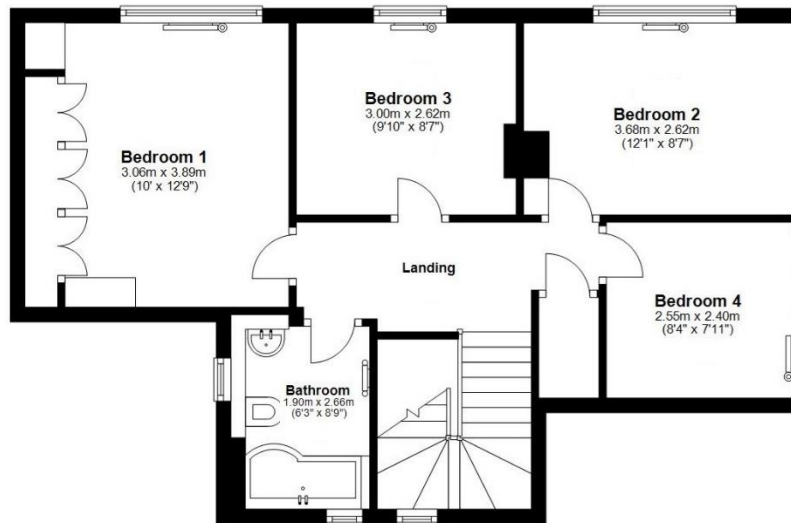 Bedroom 1
3.06m x 3.89m
(10' x 12'9")
Bedroom 3
3.00m x 2.62m
(9'10" x 8'7")
Bedroom 2
3.68m x 2.62m
(12'1" x 8'7")
Landing
Bedroom 4
2.55m x 2.40m
(8'4" x 7'11")
Bathroom
1.90m x 2.66m
(6'3" x 8'9")